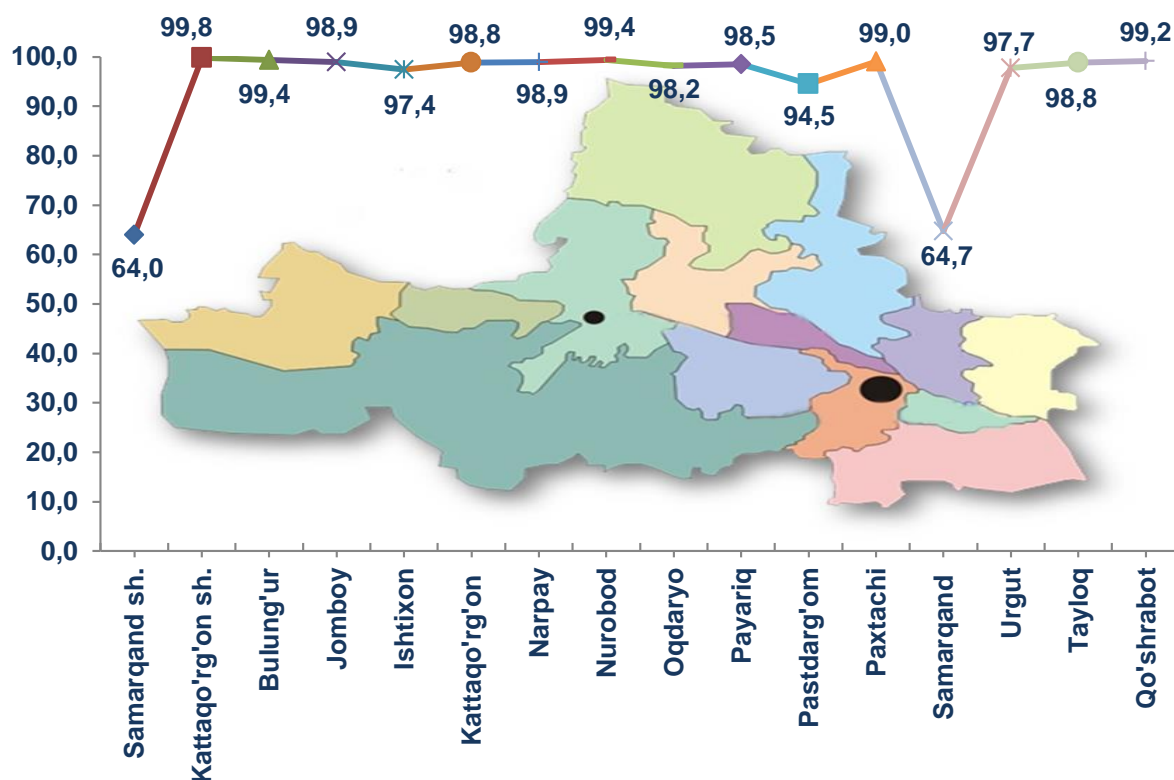 99,8
98,9
98,8
99,4
98,5
99,0
97,7
99,2
100,0
99,4
97,4
98,9
98,2
94,5
98,8
90,0
80,0
70,0
64,0
64,7
60,0
50,0
40,0
30,0
20,0
10,0
0,0
Samarqand sh.
Kattaqo'rg'on sh.
Bulung'ur
Jomboy
Ishtixon
Kattaqo'rg'on
Narpay
Nurobod
Oqdaryo
Payariq
Pastdarg'om
Paxtachi
Samarqand
Urgut
Tayloq
Qo'shrabot